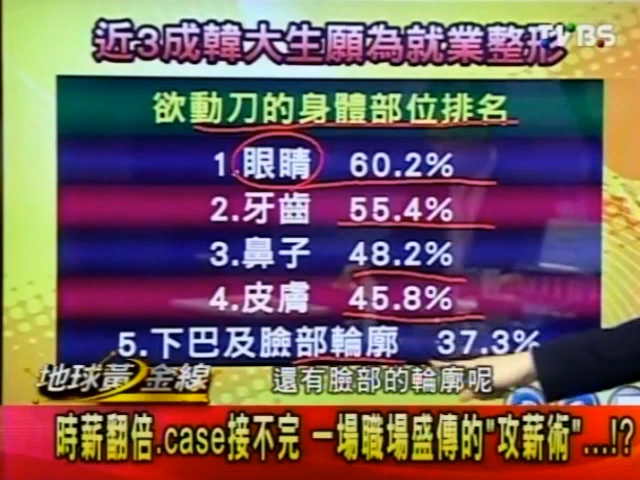 近3成韓大生願為就業整形
TVBS
欲動刀的身體部位排名
1.眼睛 60.2%
2.牙齒 55.4%
3.鼻子 48.2%
4.皮膚 45.8%
5.下巴及臉部輪廓 37.3%
地球黃金線
還有臉部的輪廓呢
時薪翻倍.case接不完 一場職場盛傳的"攻薪術"...!?